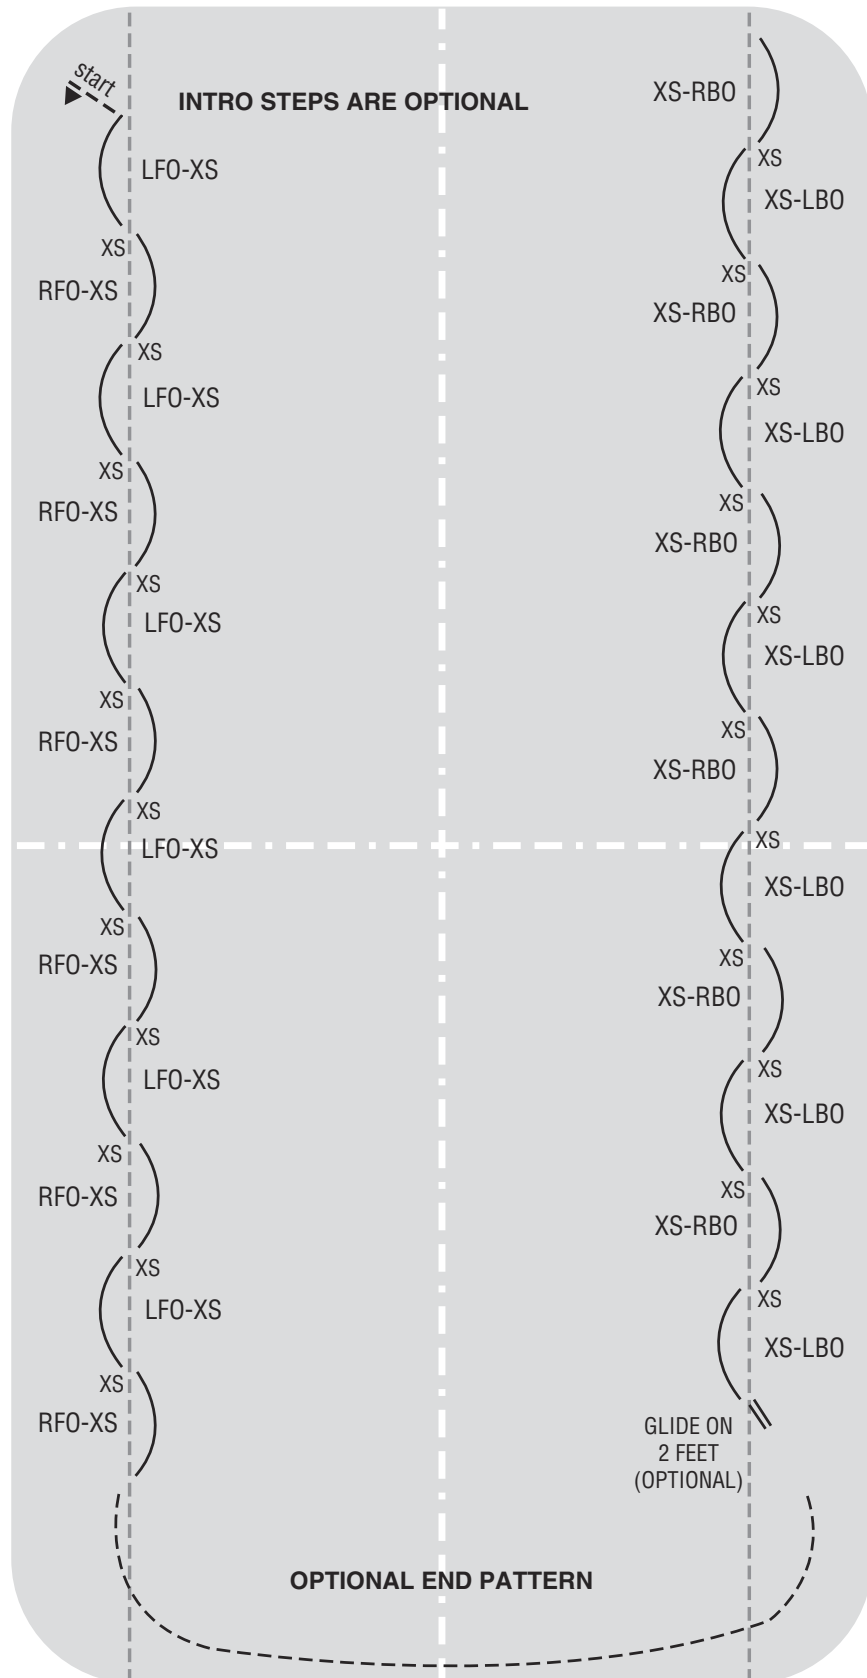 start
INTRO STEPS ARE OPTIONAL
LFO-XS
XS
RFO-XS
XS
LFO-XS
XS
RFO-XS
XS
LFO-XS
XS
RFO-XS
XS
LFO-XS
XS
RFO-XS
XS
LFO-XS
XS
RFO-XS
XS
LFO-XS
XS
RFO-XS
XS-RBO
XS
XS-LBO
XS
XS-RBO
XS
XS-LBO
XS
XS-RBO
XS
XS-LBO
XS
XS-RBO
XS
XS-LBO
XS
XS-RBO
XS
XS-LBO
XS
XS-RBO
XS
XS-LBO
GLIDE ON
2 FEET
(OPTIONAL)
OPTIONAL END PATTERN